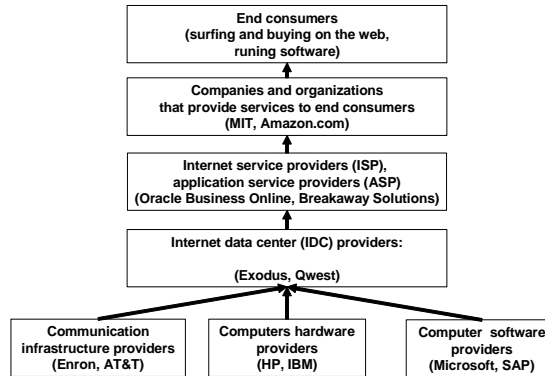 End consumers
(surfing and buying on the web,
runing software)
Companies and organizations
that provide services to end consumers
(MIT, Amazon.com)
Internet service providers (ISP),
application service providers (ASP)
(Oracle Business Online, Breakaway Solutions)
Internet data center (IDC) providers:
(Exodus, Qwest)
Communication
infrastructure providers
(Enron, AT&T)
Computers hardware
providers
(HP, IBM)
Computer software
providers
(Microsoft, SAP)